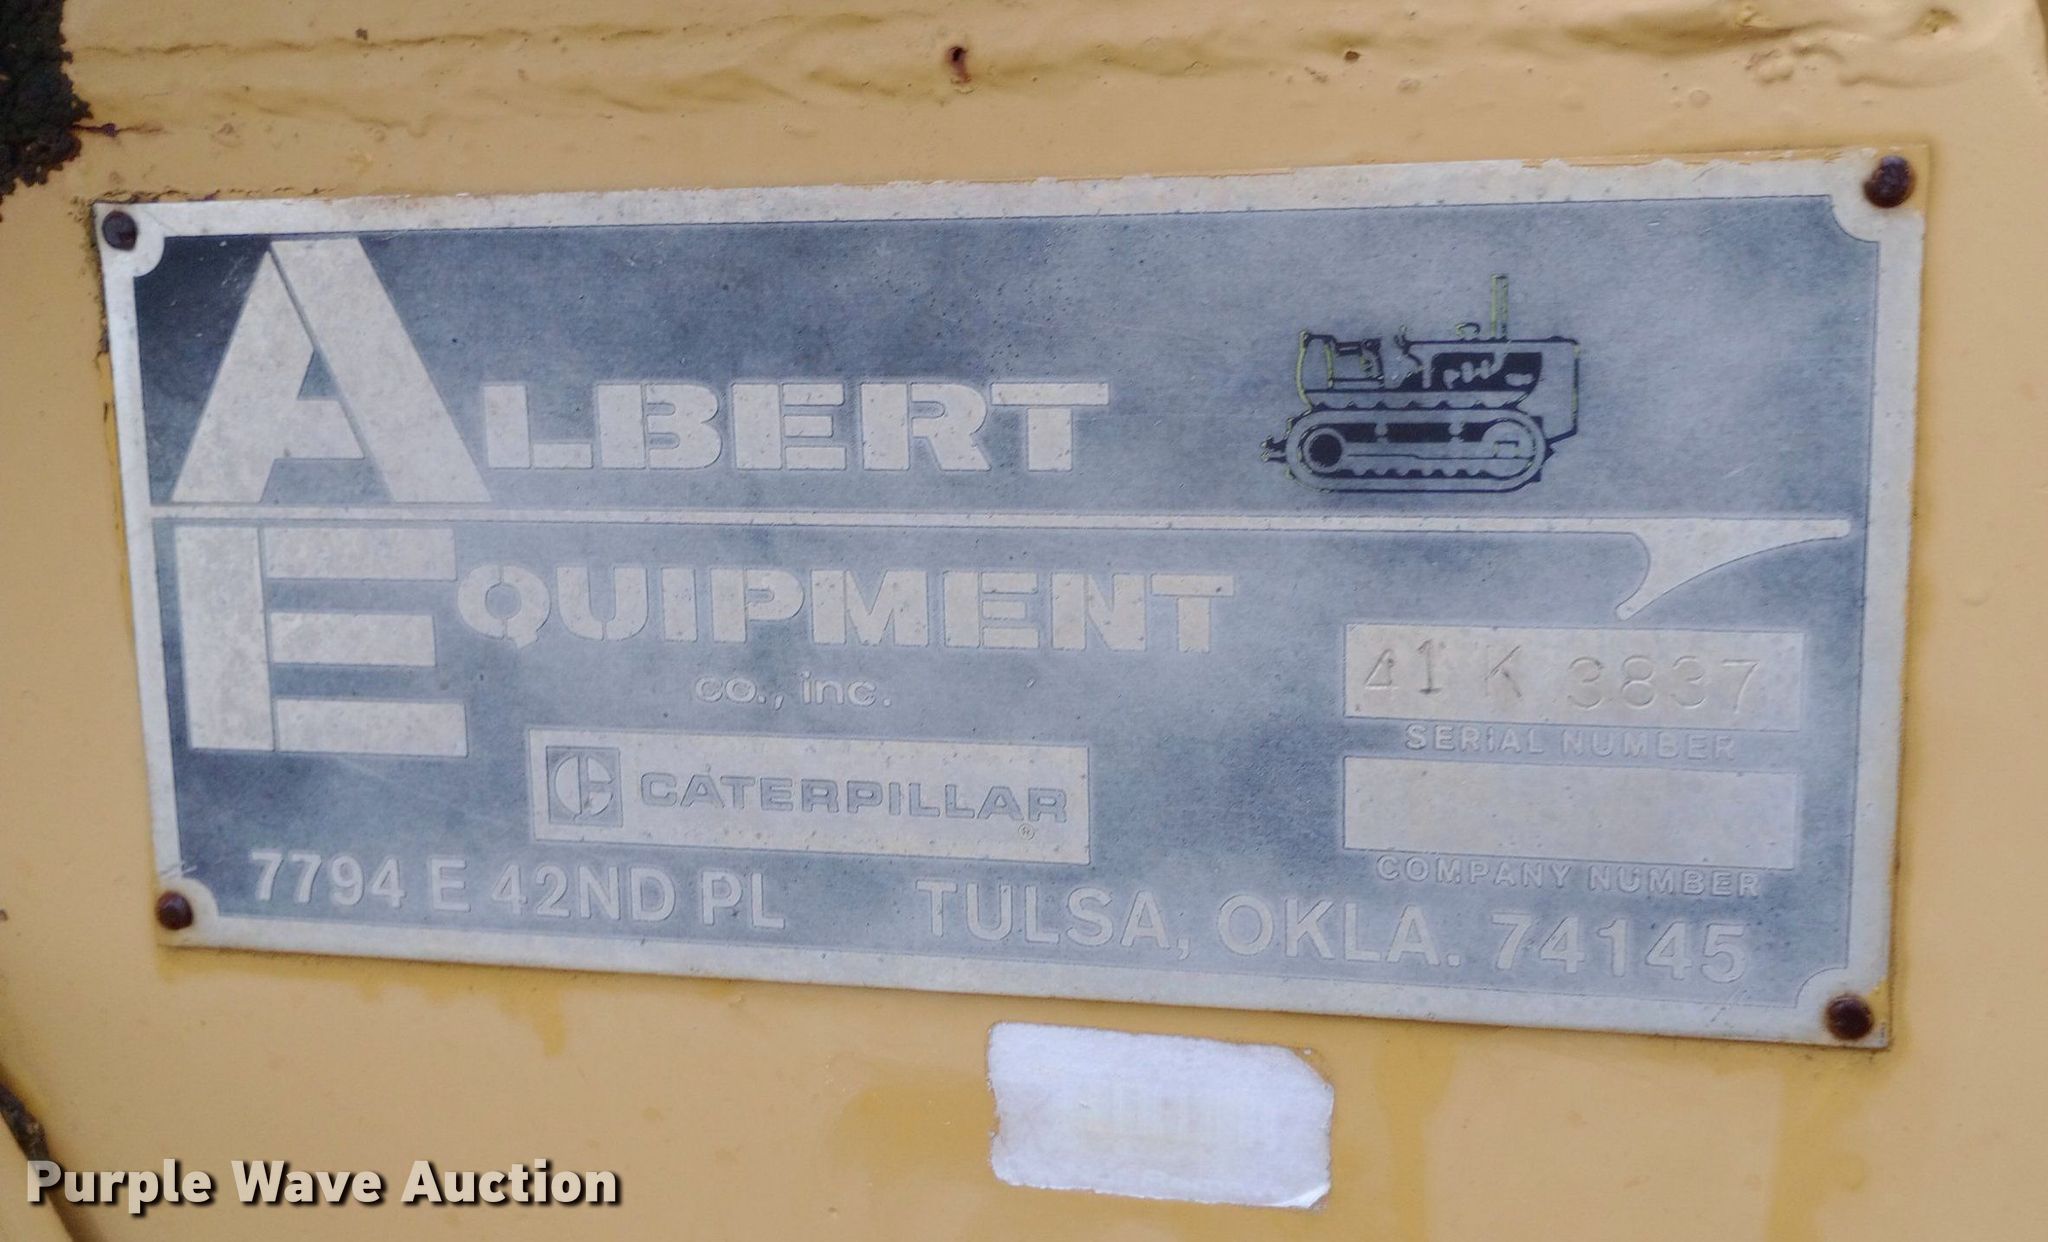 ALBERT
EQUIPMENT
co., inc.
41 K 3837
SERIAL NUMBER
C CATERPILLAR ®
COMPANY NUMBER
7794 E 42ND PL TULSA, OKLA. 74145
Purple Wave Auction